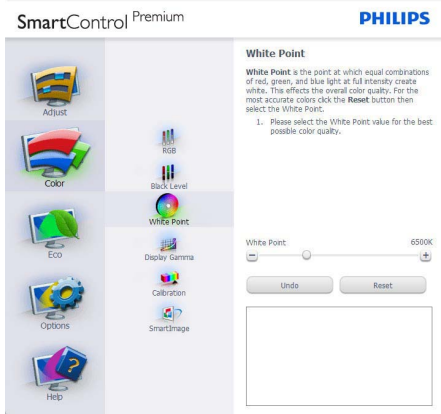 SmartControl Premium
PHILIPS
Adjust
Color
Eco
Options
Help
RGB
Black Level
White Point
Display Gamma
Calibration
SmartImage
White Point
White Point is the point at which equal combinations
of red, green, and blue light at full intensity create
white. This effects the overall color quality. For the
most accurate colors click the Reset button then
select the White Point.
1. Please select the White Point value for the best
possible color quality.
White Point 6500K
Undo Reset